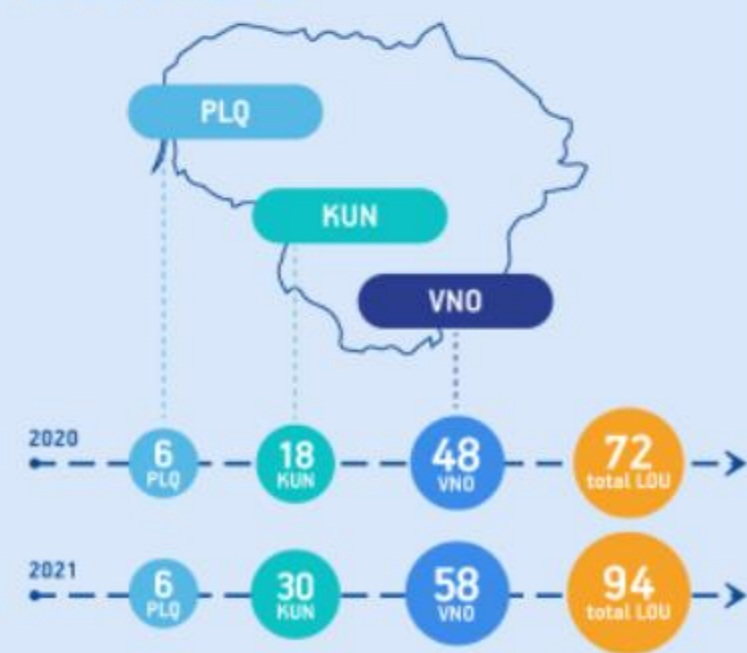 PLQ
KUN
VNO
2020
6
PLQ
18
KUN
48
VNO
72
total LOU
2021
6
PLQ
30
KUN
58
VNO
94
total LOU